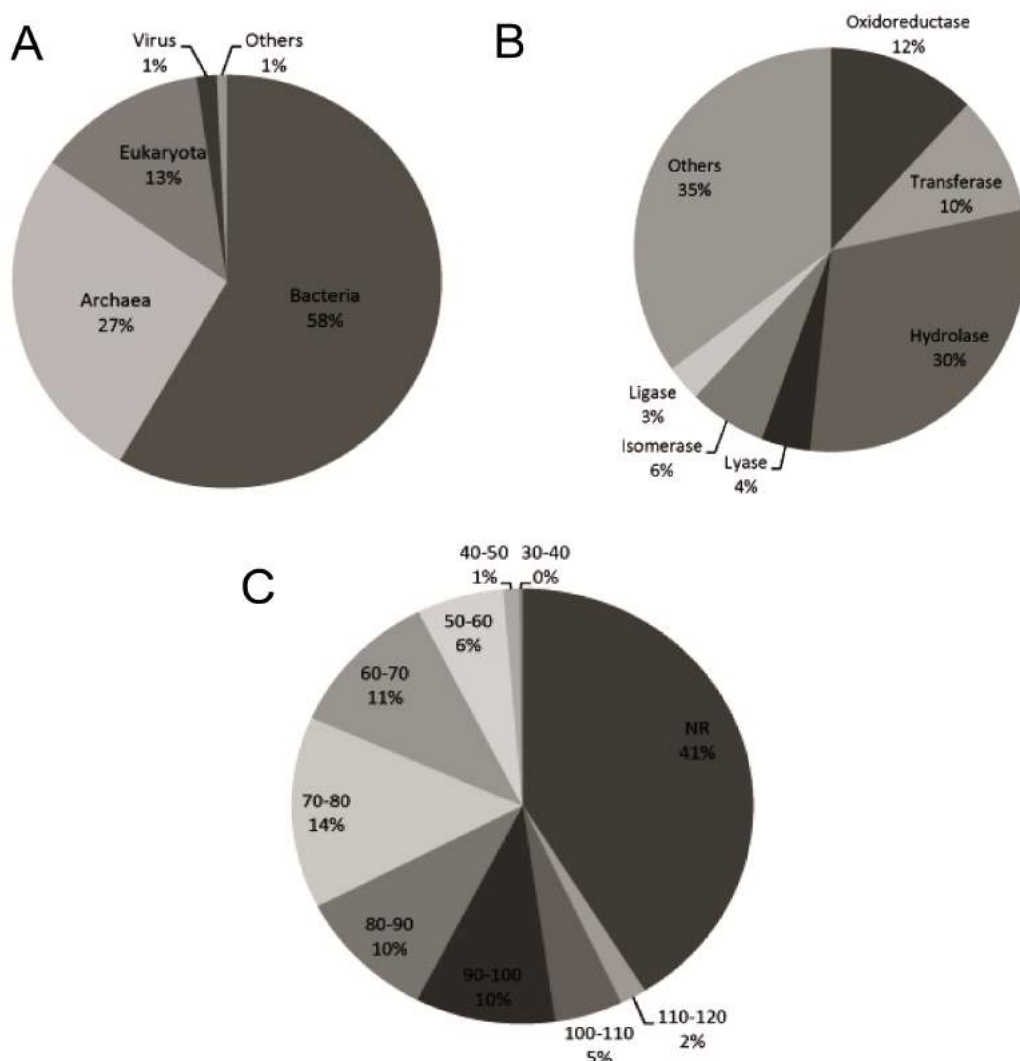 A
Virus
1%
Others
1%
Eukaryota
13%
Archaea
27%
Bacteria
58%
B
Oxidoreductase
12%
Transferase
10%
Others
35%
Hydrolase
30%
Ligase
3%
Isomerase
6%
Lyase
4%
C
40-50
1%
30-40
0%
50-60
6%
60-70
11%
NR
41%
70-80
14%
80-90
10%
90-100
10%
100-110
5%
110-120
2%